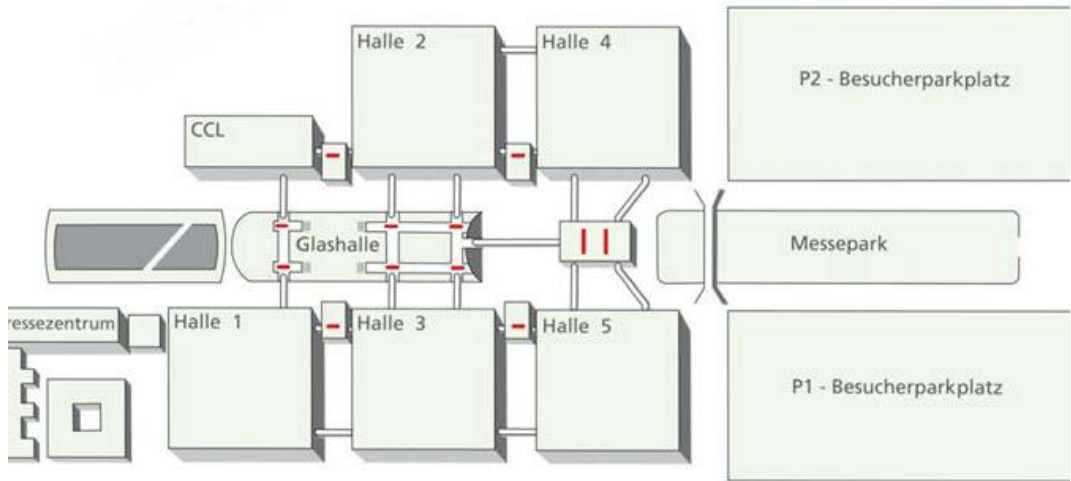 Halle 2
Halle 4
P2 - Besucherparkplatz
CCL
Glashalle
Messepark
ressezentrum
Halle 1
Halle 3
Halle 5
P1 - Besucherparkplatz